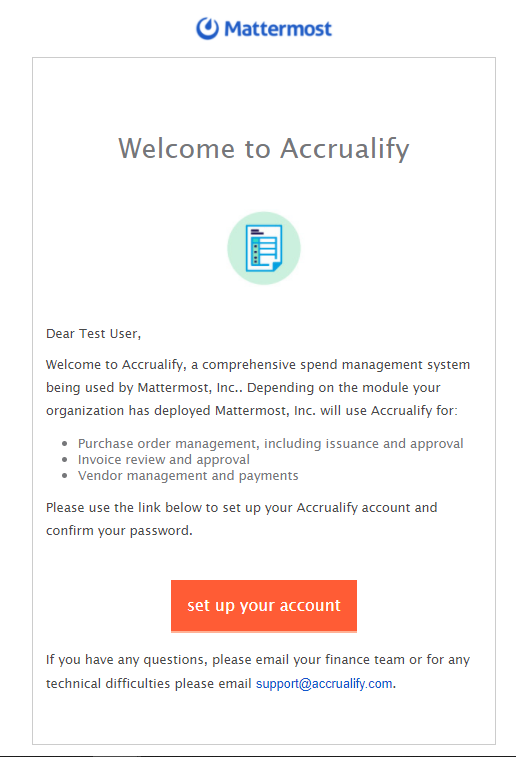 Mattermost
Welcome to Accrualify
Dear Test User,
Welcome to Accrualify, a comprehensive spend management system
being used by Mattermost, Inc.. Depending on the module your
organization has deployed Mattermost, Inc. will use Accrualify for:
• Purchase order management, including issuance and approval
• Invoice review and approval
• Vendor management and payments
Please use the link below to set up your Accrualify account and
confirm your password.
set up your account
If you have any questions, please email your finance team or for any
technical difficulties please email support@accrualify.com.